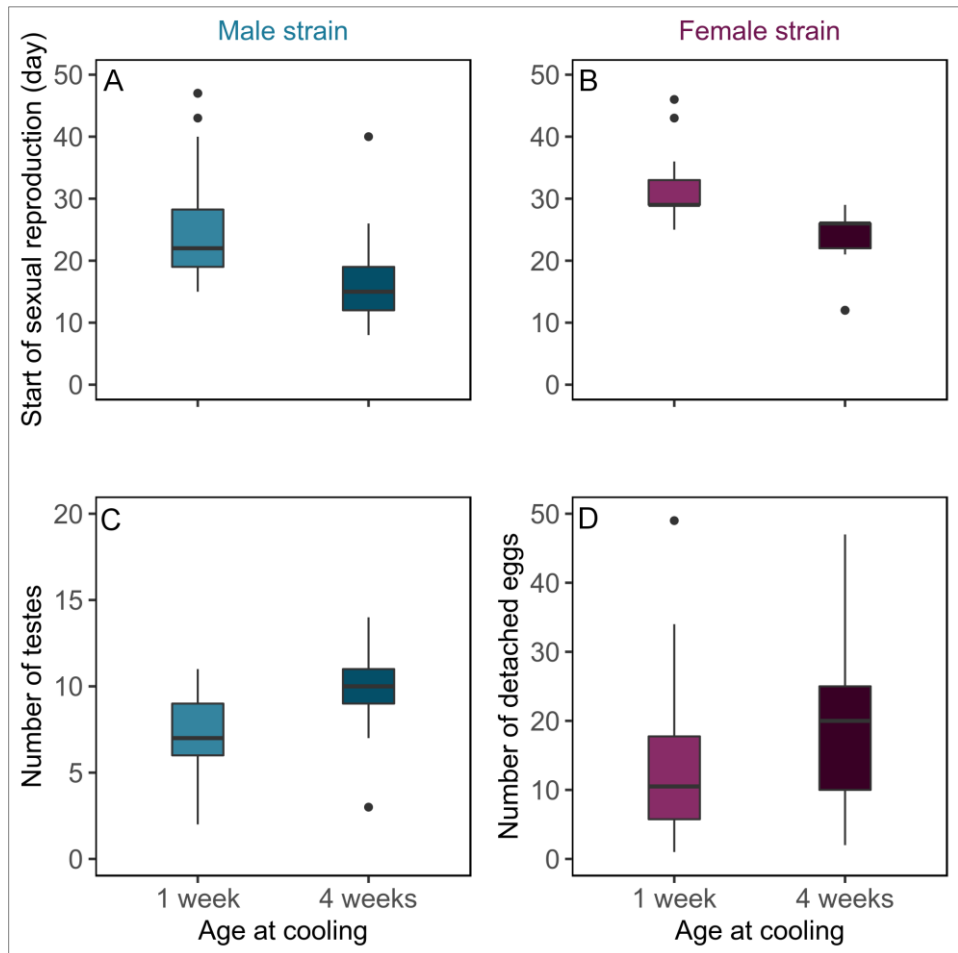 Male strain
Female strain
Start of sexual reproduction (day)
A
50
40
30
20
10
0
B
50
40
30
20
10
0
Number of testes
C
20
15
10
5
0
1 week
4 weeks
Age at cooling
Number of detached eggs
D
50
40
30
20
10
0
1 week
4 weeks
Age at cooling